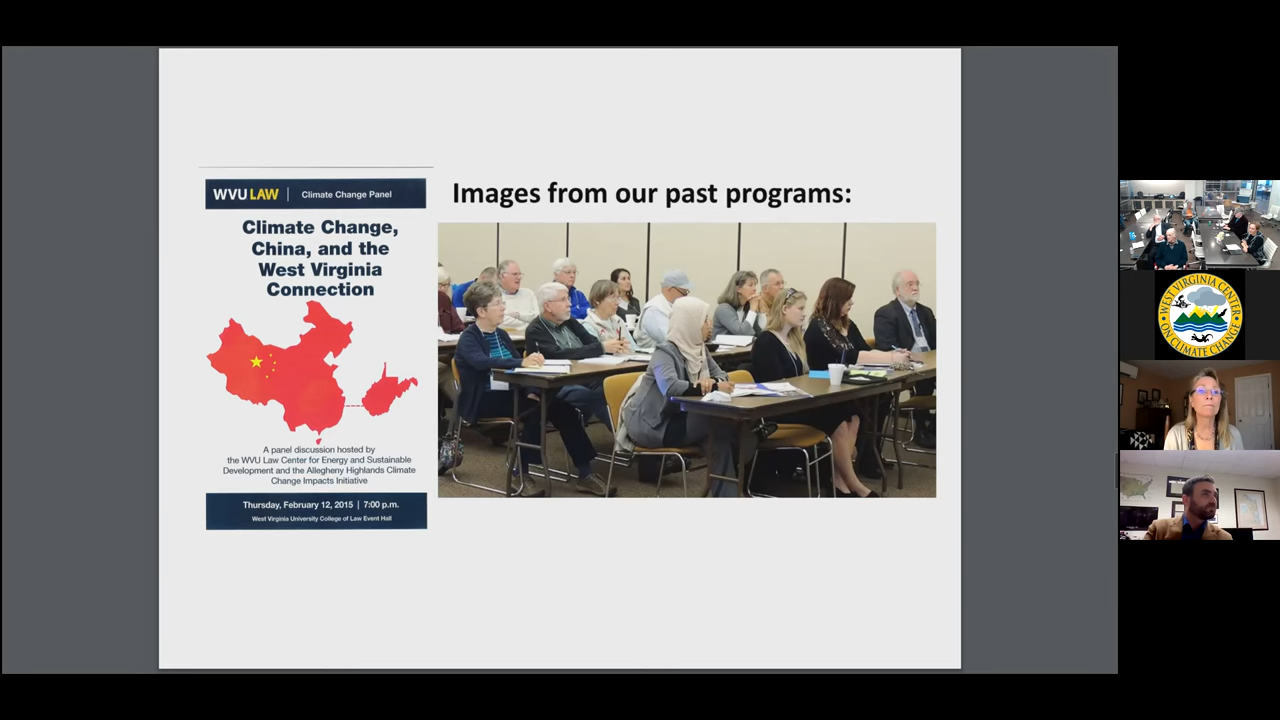 WVULAW | Climate Change Panel
Climate Change,
China, and the
West Virginia
Connection
A panel discussion hosted by
the WVU Law Center for Energy and Sustainable
Development and the Allegheny Highlands Climate
Change Impacts Initiative
Thursday, February 12, 2015 | 7:00 p.m.
West Virginia University College of Law Event Hall
Images from our past programs:
WEST VIRGINIA CENTER
ON CLIMATE CHANGE